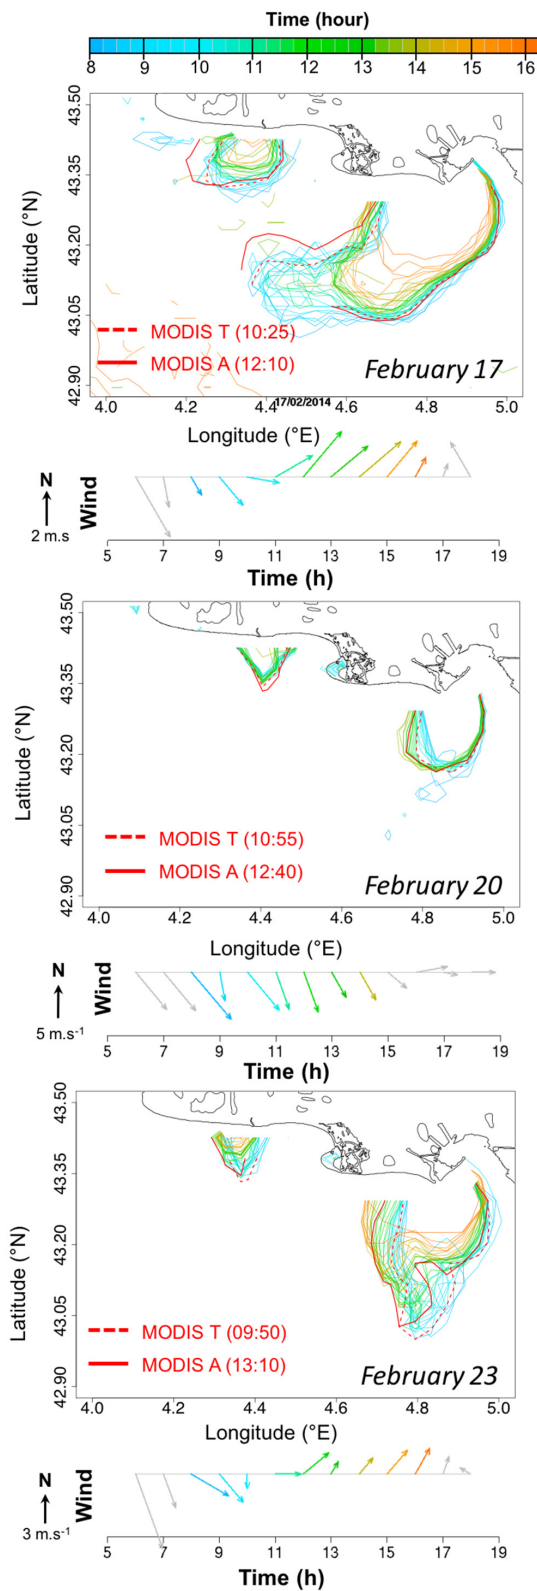 Time (hour)
8 9 10 11 12 13 14 15 16
43.50
43.35
43.20
43.05
42.90
Latitude (°N)
MODIS T (10:25)
MODIS A (12:10)
February 17
17/02/2014
4.0 4.2 4.4 4.6 4.8 5.0
Longitude (°E)
N
2 m.s
Wind
5 7 9 11 13 15 17 19
Time (h)
43.50
43.35
43.20
43.05
42.90
Latitude (°N)
MODIS T (10:55)
MODIS A (12:40)
February 20
4.0 4.2 4.4 4.6 4.8 5.0
Longitude (°E)
N
5 m.s-1
Wind
5 7 9 11 13 15 17 19
Time (h)
43.50
43.35
43.20
43.05
42.90
Latitude (°N)
MODIS T (09:50)
MODIS A (13:10)
February 23
4.0 4.2 4.4 4.6 4.8 5.0
Longitude (°E)
N
3 m.s-1
Wind
5 7 9 11 13 15 17 19
Time (h)